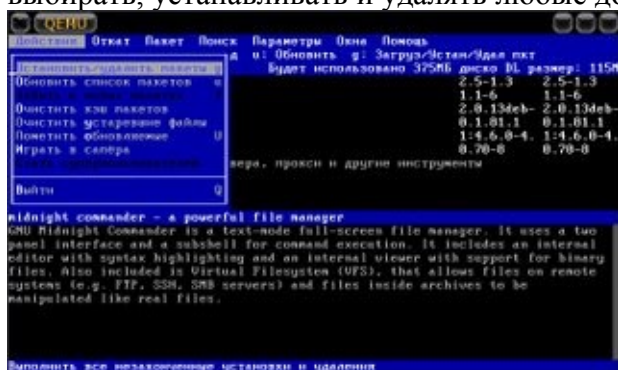 выбирать, устанавливать и удалять любые до
QEMU
Действия Откат Пакет Поиск Параметры Окна Помощь
д u: Обновить g: Загруз/Устан/Удал пкт
Установить/удалить пакеты g Будет использовано 375МБ диско DL размер: 115М
Обновить список пакетов u 2.5-1.3 2.5-1.3
1.1-6 1.1-6
Очистить кэш пакетов 2.0.13deb- 2.0.13deb-
Очистить устаревшие файлы 0.1.81.1 0.1.81.1
Пометить обновляемые U 1:4.6.0-4. 1:4.6.0-4.
Играть в сапёра 0.70-8 0.70-8
вера, прокси и другие инструменты
Выйти Q
midnight commander - a powerful file manager
GNU Midnight Commander is a text-mode full-screen file manager. It uses a two
panel interface and a subshell for command execution. It includes an internal
editor with syntax highlighting and an internal viewer with support for binary
files. Also included is Virtual Filesystem (VFS), that allows files on remote
systems (e.g. FTP, SSH, SMB servers) and files inside archives to be
manipulated like real files.
Выполнить все незаконченные установки и удаления